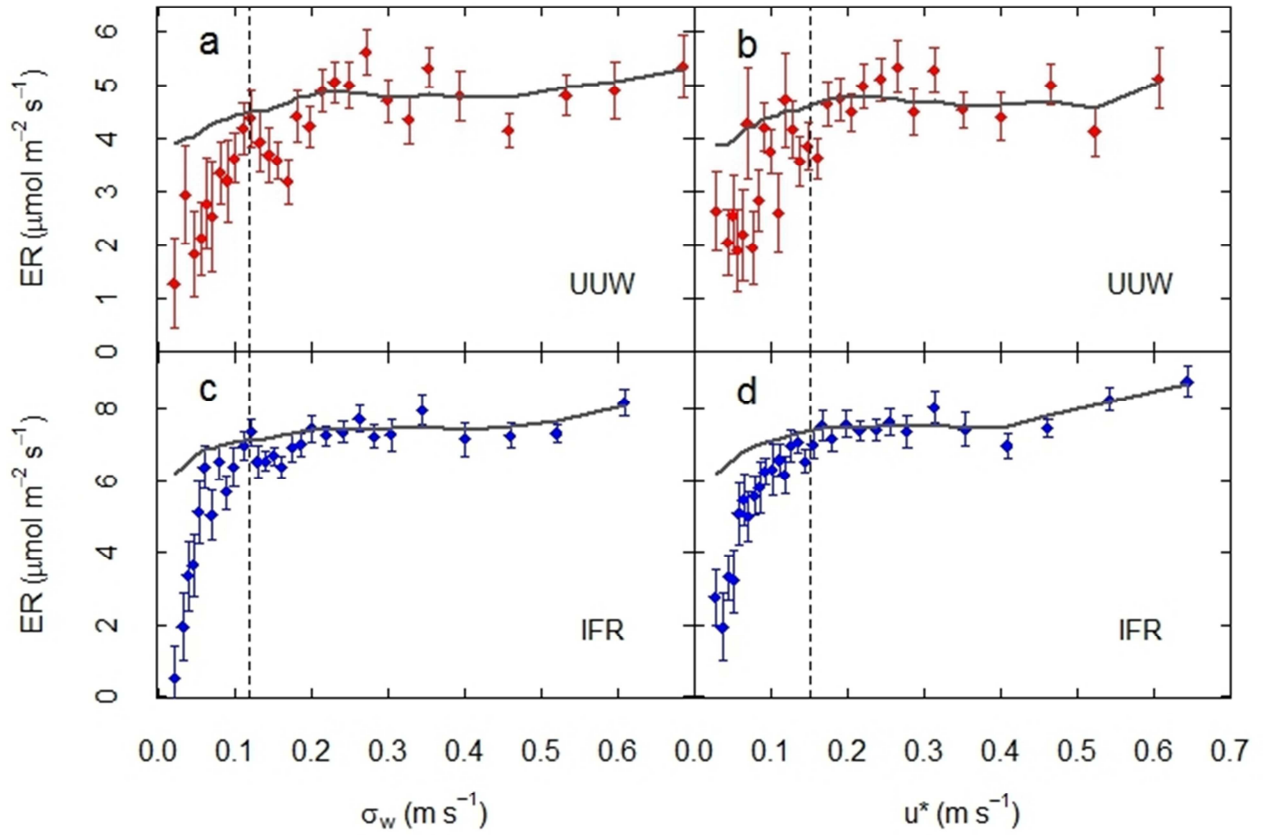 a
b
6
5
4
3
2
1
0
ER (μmol m⁻² s⁻¹)
UUW
UUW
c
d
8
6
4
2
0
ER (μmol m⁻² s⁻¹)
IFR
IFR
0.0 0.1 0.2 0.3 0.4 0.5 0.6 0.0 0.1 0.2 0.3 0.4 0.5 0.6 0.7
σw (m s⁻¹)
u* (m s⁻¹)